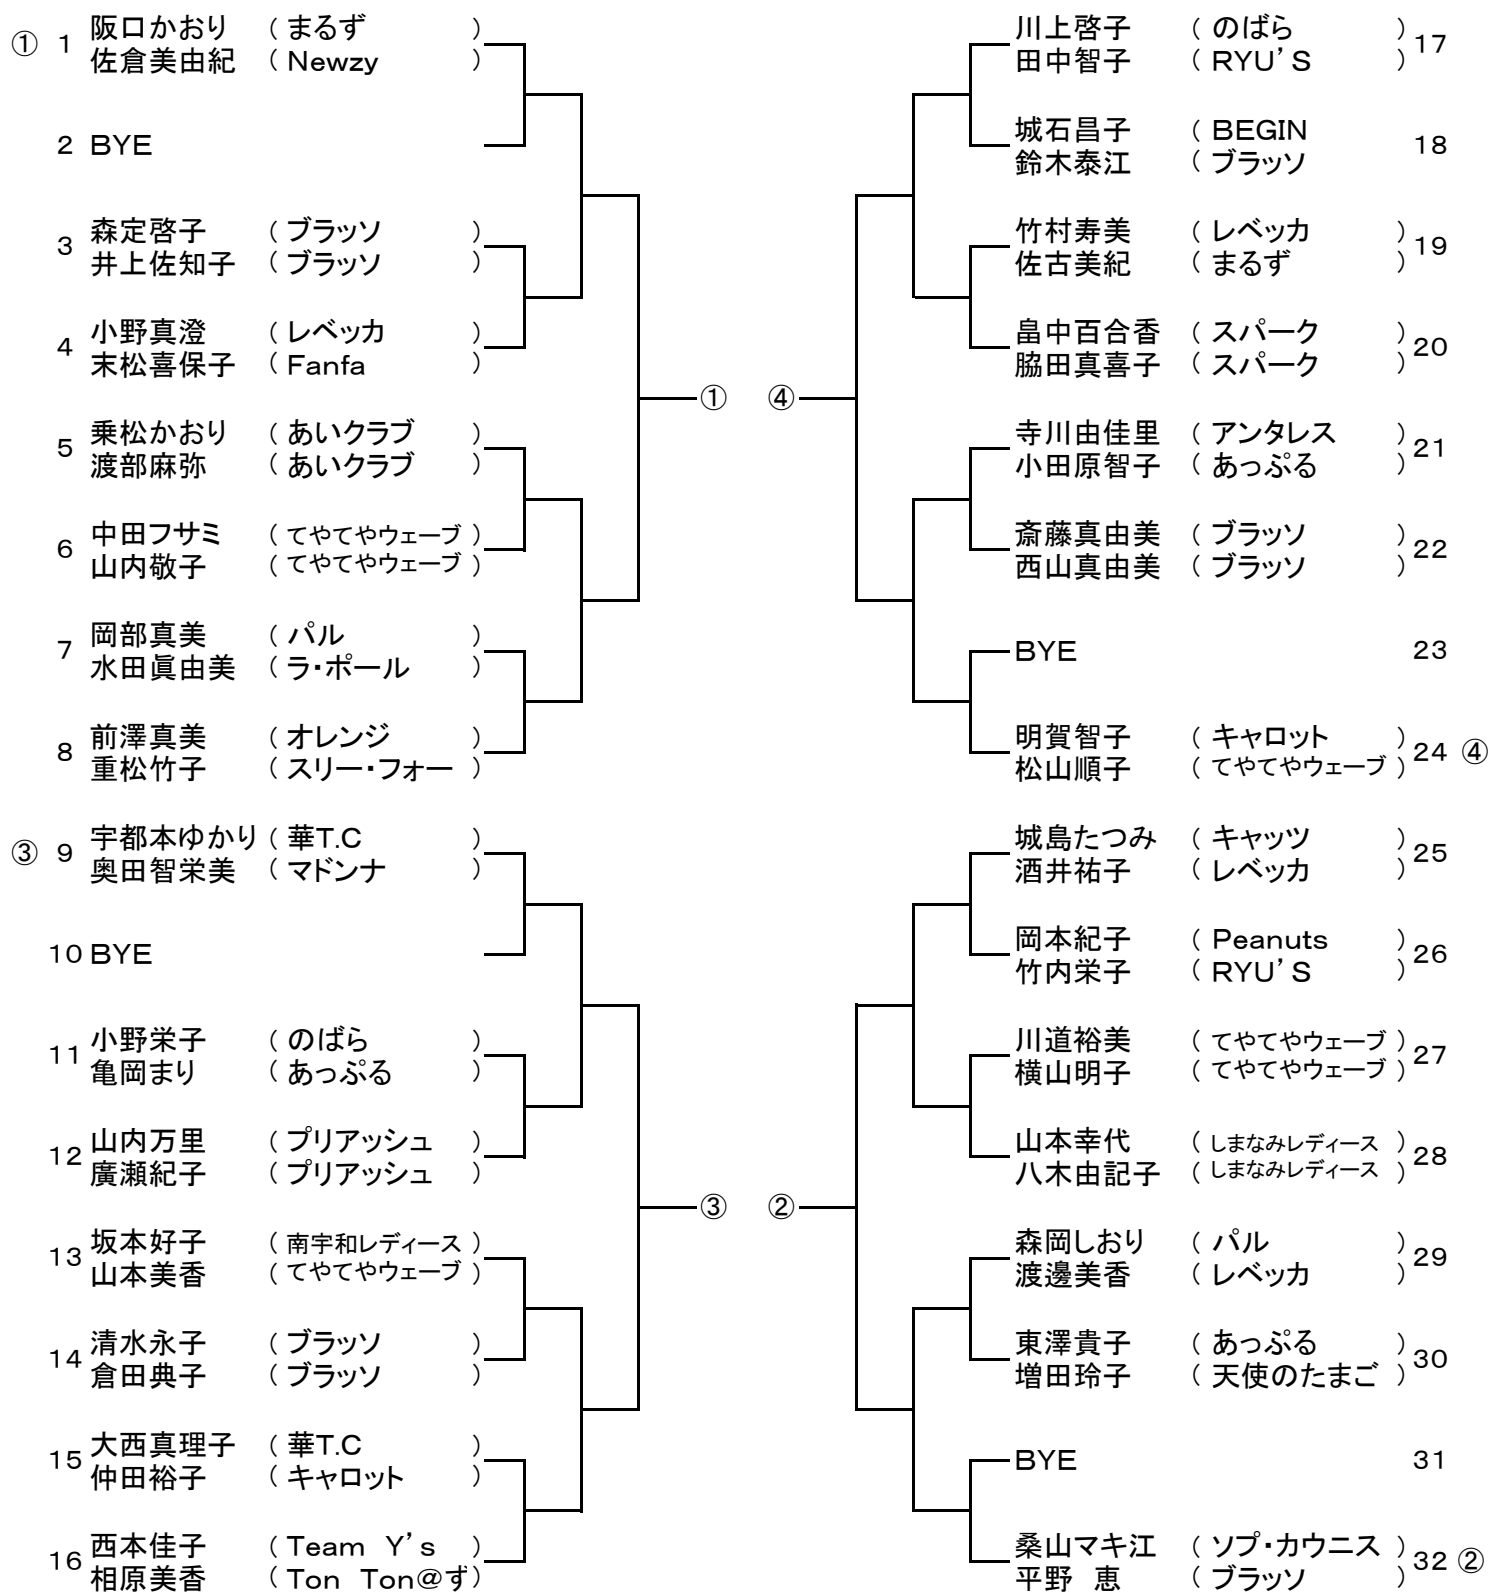 ① 1 阪口かおり （ まるず ）
佐倉美由紀 （ Newzy ）
2 BYE
3 森定啓子 （ ブラッソ ）
井上佐知子 （ ブラッソ ）
4 小野真澄 （ レベッカ ）
末松喜保子 （ Fanfa ）
5 乗松かおり （ あいクラブ ）
渡部麻弥 （ あいクラブ ）
6 中田フサミ （ てやてやウェーブ ）
山内敬子 （ てやてやウェーブ ）
7 岡部真美 （ パル ）
水田眞由美 （ ラ・ポール ）
8 前澤真美 （ オレンジ ）
重松竹子 （ スリー・フォー ）
①
③ 9 宇都本ゆかり （ 華T.C ）
奥田智栄美 （ マドンナ ）
10 BYE
11 小野栄子 （ のばら ）
亀岡まり （ あっぷる ）
12 山内万里 （ プリアッシュ ）
廣瀬紀子 （ プリアッシュ ）
13 坂本好子 （ 南宇和レディース ）
山本美香 （ てやてやウェーブ ）
14 清水永子 （ ブラッソ ）
倉田典子 （ ブラッソ ）
15 大西真理子 （ 華T.C ）
仲田裕子 （ キャロット ）
16 西本佳子 （ Team Y's ）
相原美香 （ Ton Ton@ず）
③
川上啓子 （ のばら ） 17
田中智子 （ RYU'S ）
城石昌子 （ BEGIN 18
鈴木泰江 （ ブラッソ
竹村寿美 （ レベッカ ） 19
佐古美紀 （ まるず ）
畠中百合香 （ スパーク ） 20
脇田真喜子 （ スパーク ）
寺川由佳里 （ アンタレス ） 21
小田原智子 （ あっぷる ）
斎藤真由美 （ ブラッソ ） 22
西山真由美 （ ブラッソ ）
BYE 23
明賀智子 （ キャロット ） 24 ④
松山順子 （ てやてやウェーブ ）
④
城島たつみ （ キャッツ ） 25
酒井祐子 （ レベッカ ）
岡本紀子 （ Peanuts ） 26
竹内栄子 （ RYU'S ）
川道裕美 （ てやてやウェーブ ） 27
横山明子 （ てやてやウェーブ ）
山本幸代 （ しまなみレディース ） 28
八木由記子 （ しまなみレディース ）
森岡しおり （ パル ） 29
渡邊美香 （ レベッカ ）
東澤貴子 （ あっぷる ） 30
増田玲子 （ 天使のたまご ）
BYE 31
桑山マキ江 （ ソプ・カウニス ） 32 ②
平野 恵 （ ブラッソ ）
②